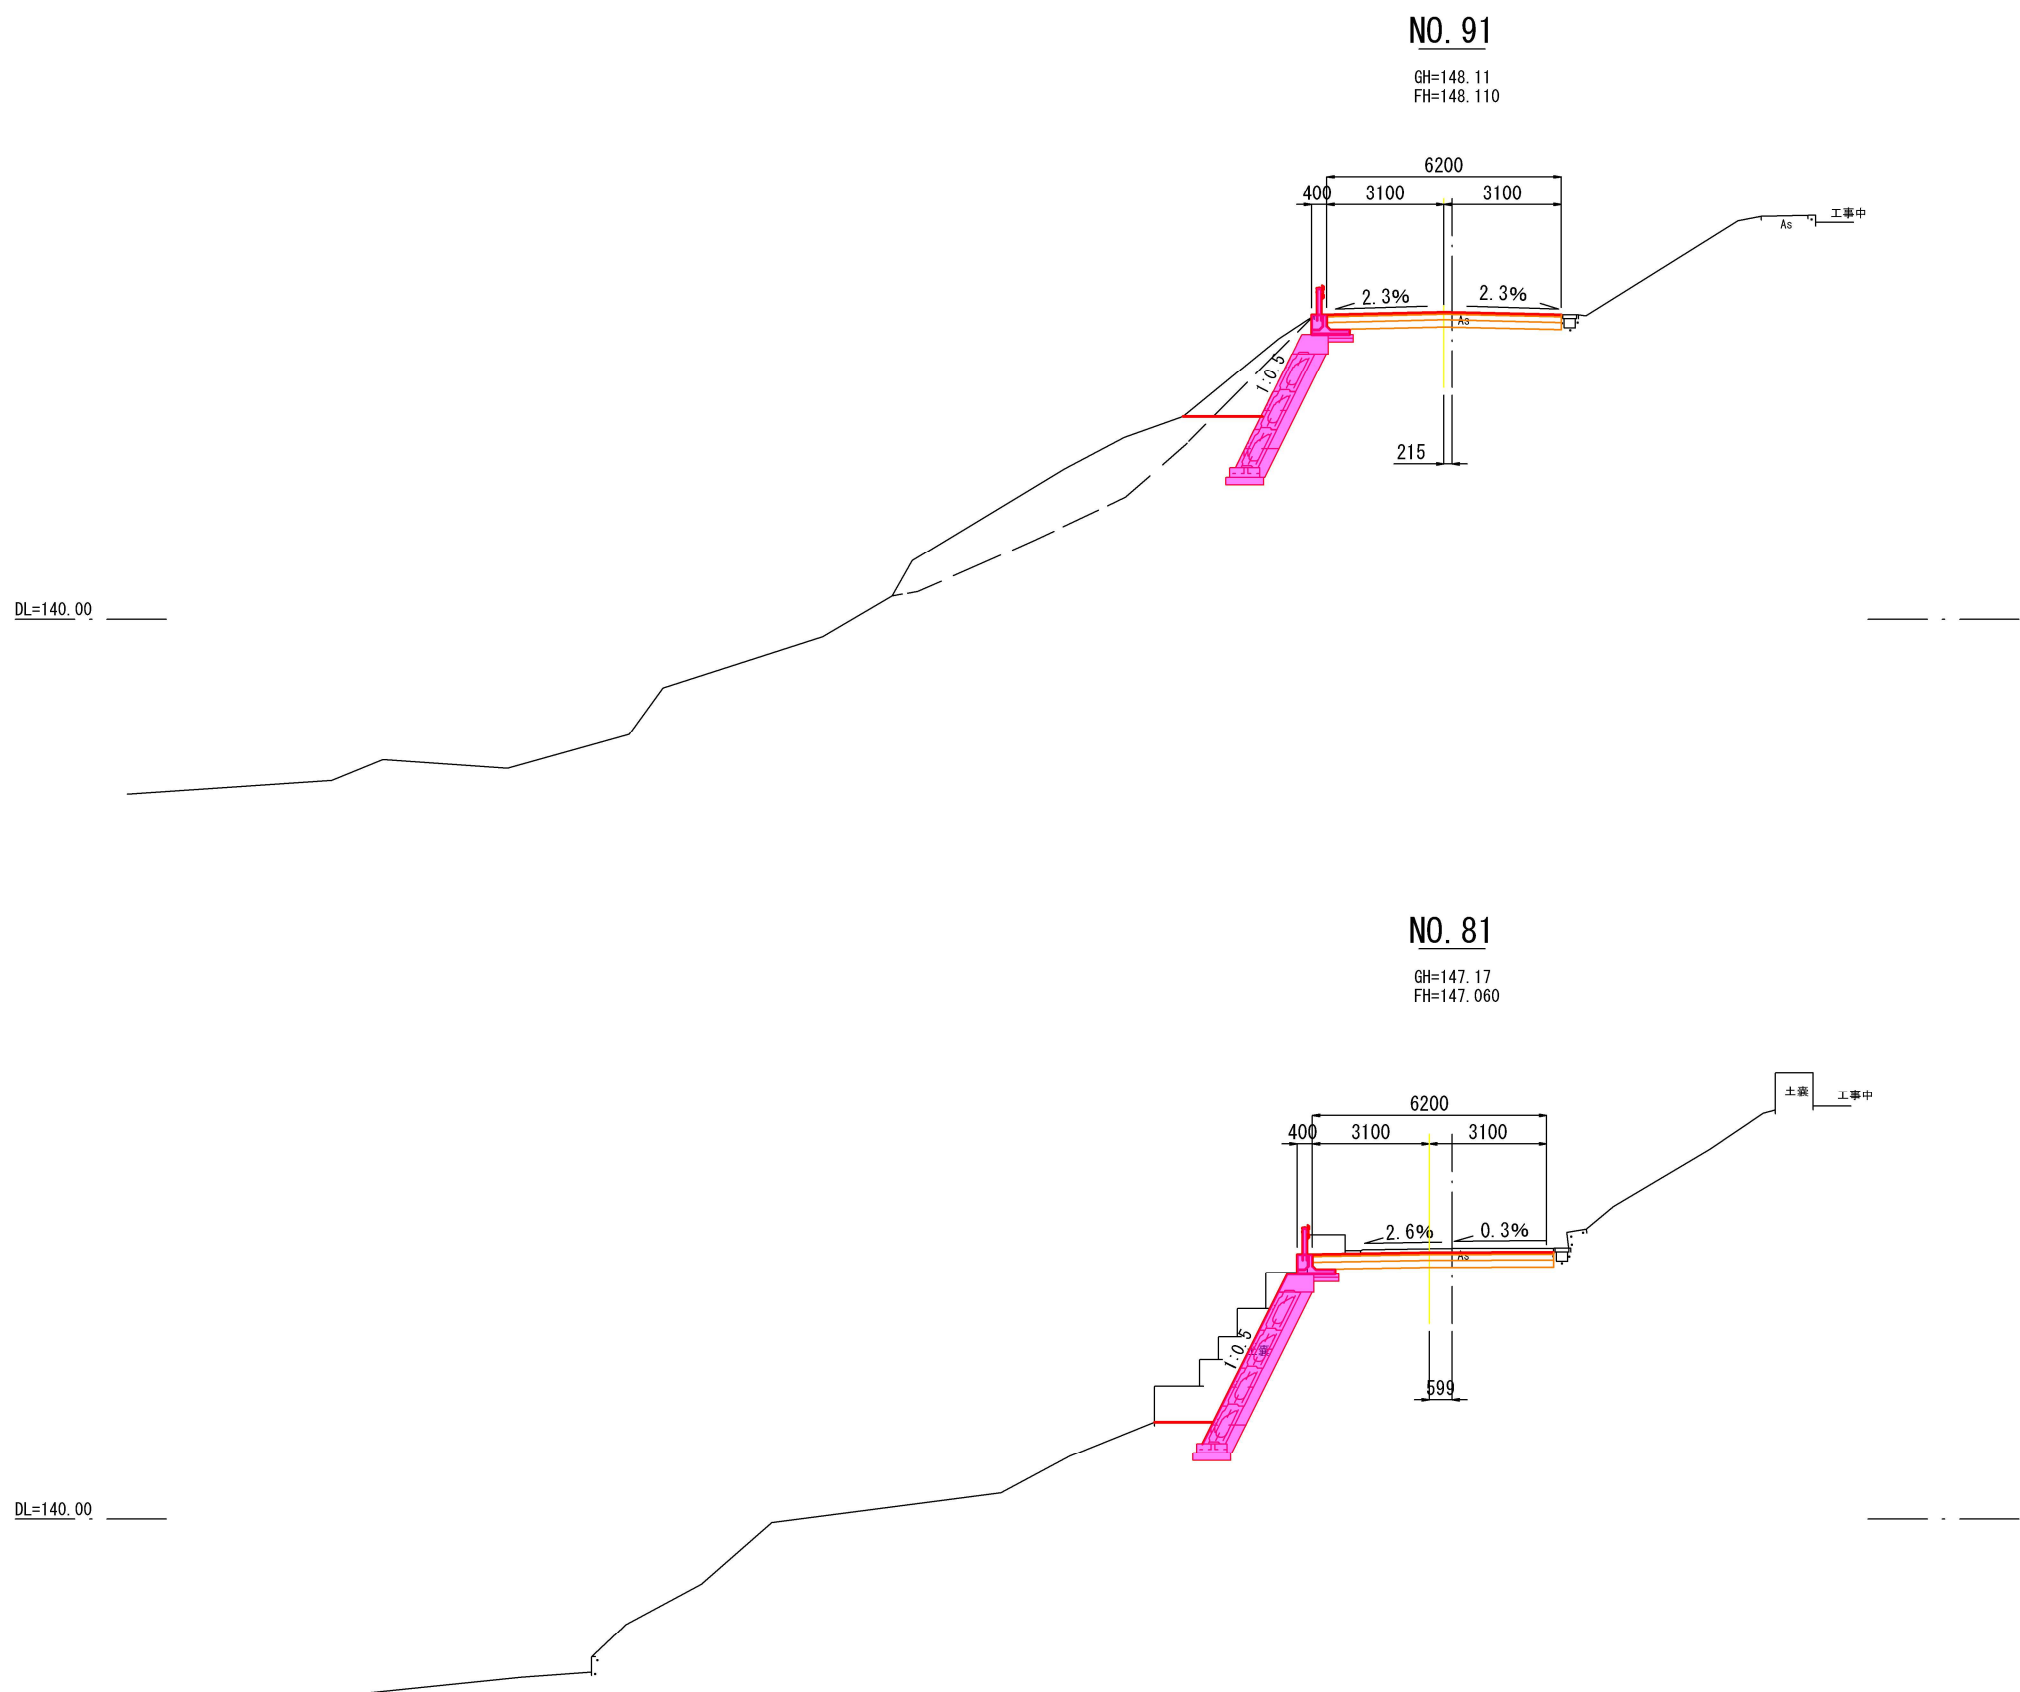 NO. 91
GH=148. 11
FH=148. 110
6200
400 3100 3100
工事中
As
2.3% 2.3%
As
1:0.5
215
DL=140. 00
NO. 81
GH=147. 17
FH=147. 060
土嚢 工事中
6200
400 3100 3100
2.6% 0.3%
As
1:0.5
嚢
599
DL=140. 00